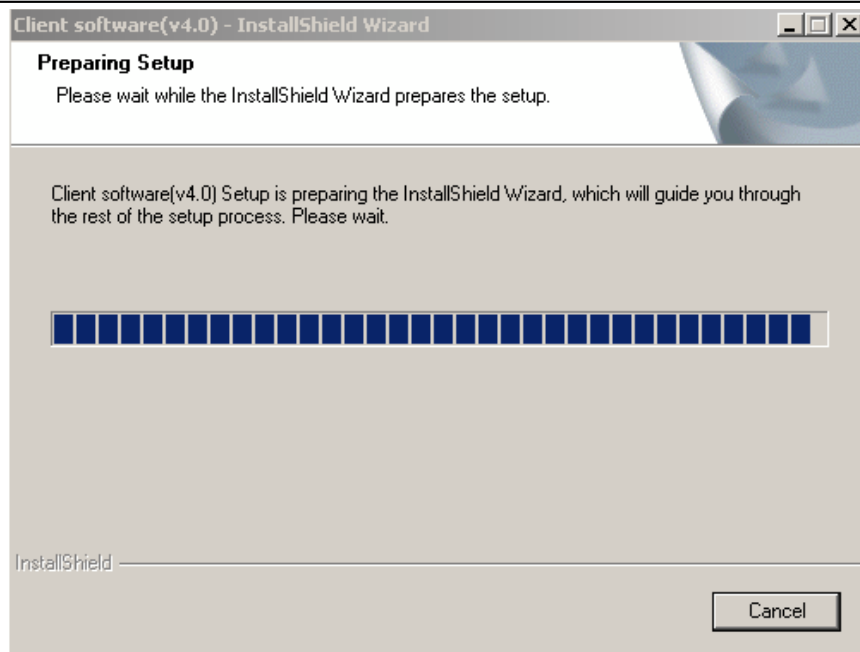 Client software(v4.0) - InstallShield Wizard
Preparing Setup
Please wait while the InstallShield Wizard prepares the setup.
Client software(v4.0) Setup is preparing the InstallShield Wizard, which will guide you through
the rest of the setup process. Please wait.
InstallShield
Cancel